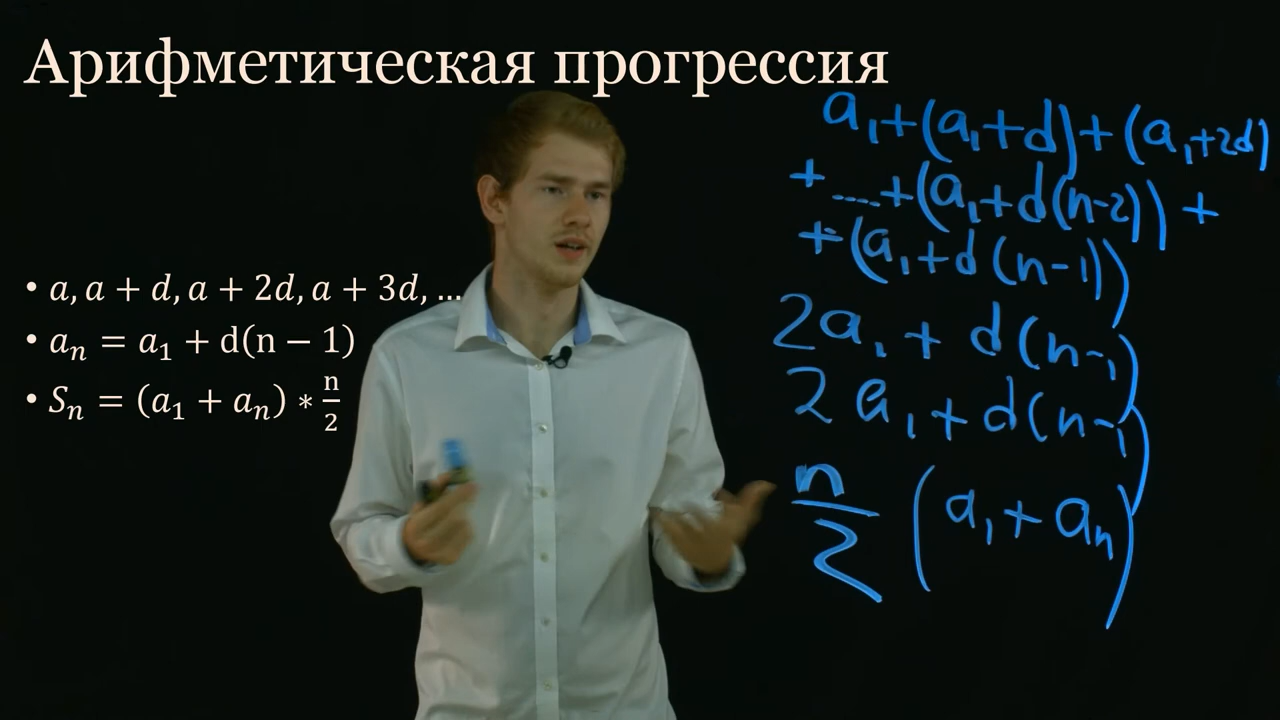 Арифметическая прогрессия
• a, a + d, a + 2d, a + 3d, ...
• aₙ = a₁ + d(n − 1)
• Sₙ = (a₁ + aₙ) * n/2
a₁+(a₁+d)+(a₁+2d)
+....+(a₁+d(n-2))+
+(a₁+d(n-1))
2a₁+d(n-1)
2a₁+d(n-1)
n/2 (a₁+aₙ)